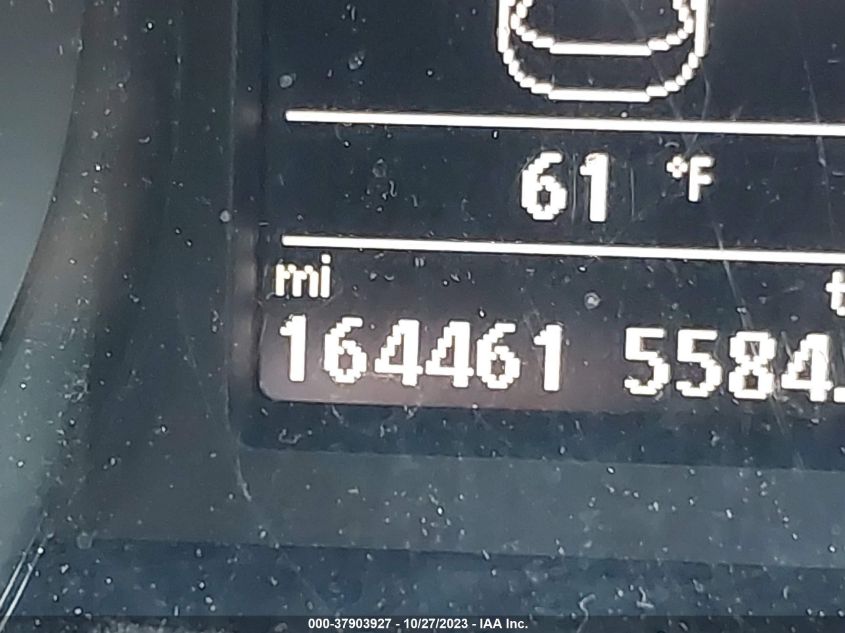 61 °F
mi
164461 5584.
000-37903927 - 10/27/2023 - IAA Inc.